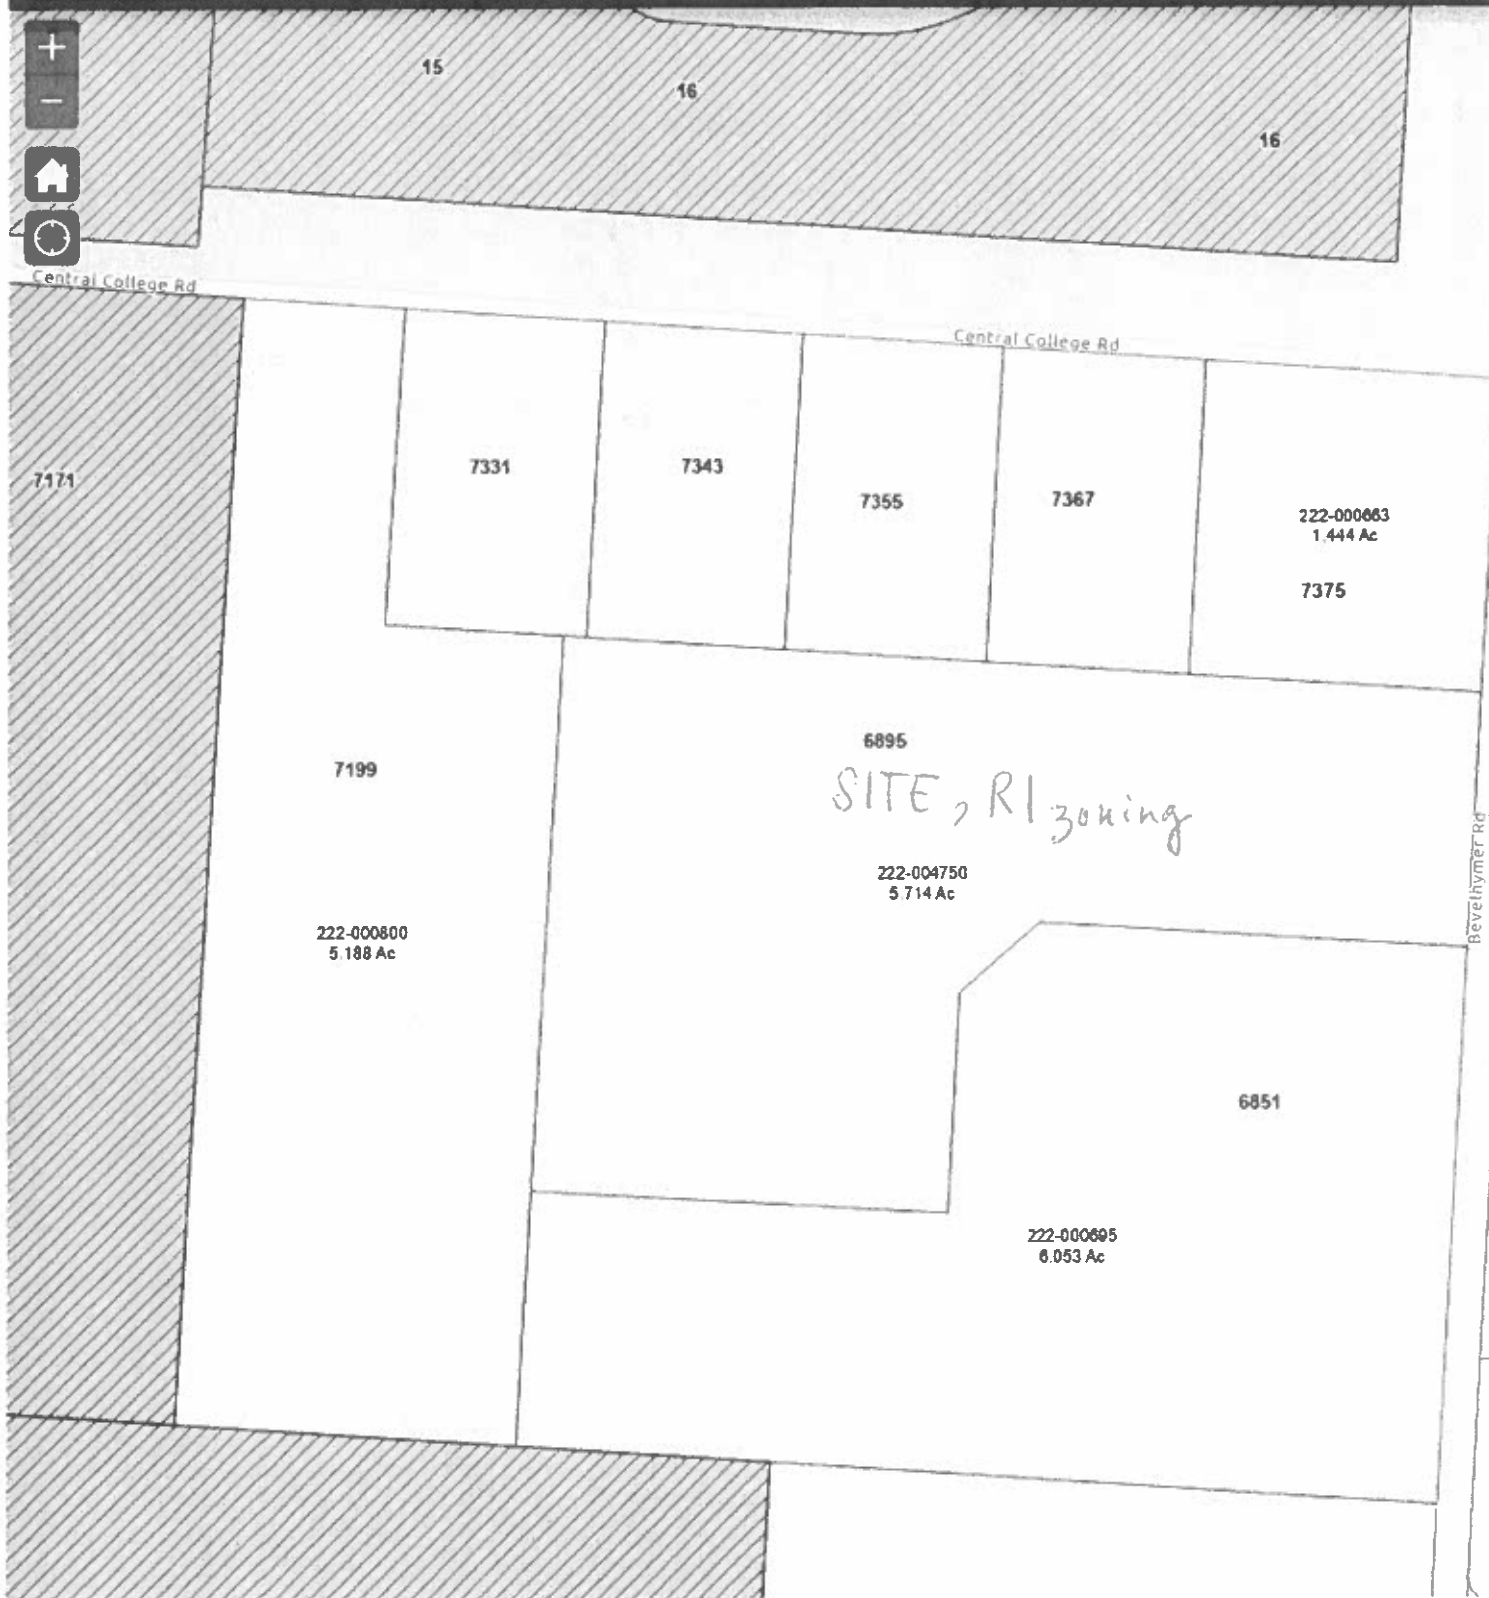 15
16
16
Central College Rd
Central College Rd
7171
7331
7343
7355
7367
222-000663
1.444 Ac
7375
6895
SITE, R1 zoning
7199
222-004750
5.714 Ac
Bevelhymer Rd
222-000800
5.188 Ac
6851
222-000695
6.053 Ac